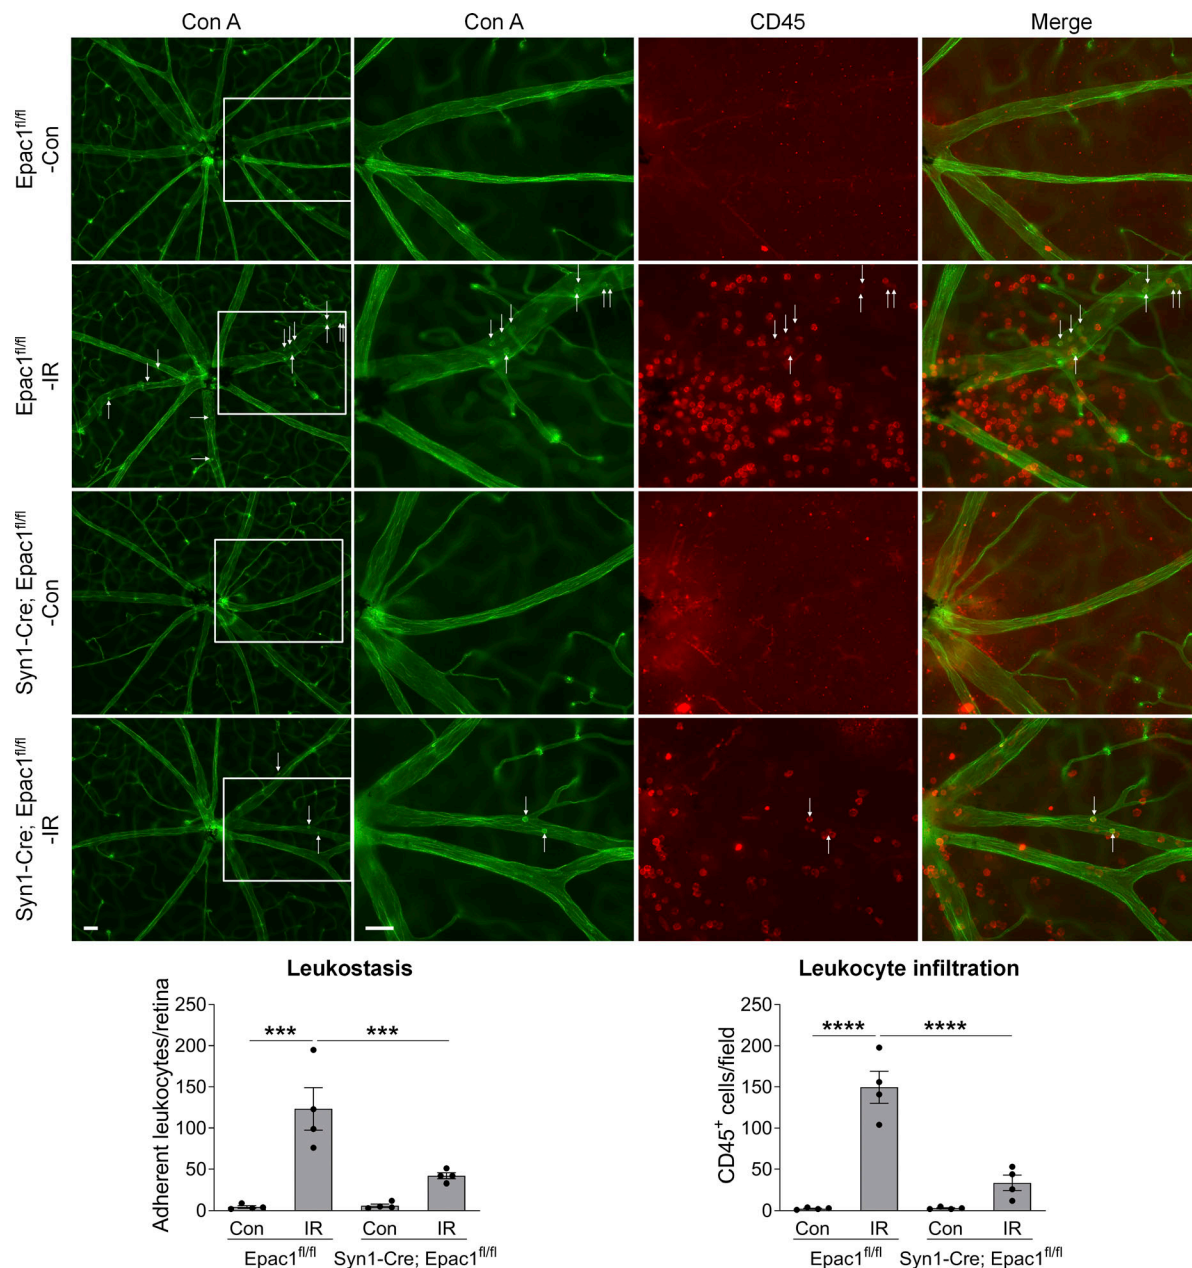 Con A Con A CD45 Merge
Epac1fl/fl
-Con
Epac1fl/fl
-IR
Syn1-Cre; Epac1fl/fl
-Con
Syn1-Cre; Epac1fl/fl
-IR
Leukostasis
Adherent leukocytes/retina
250
200
150
100
50
0
*** ***
Con IR Con IR
Epac1fl/fl Syn1-Cre; Epac1fl/fl
Leukocyte infiltration
CD45+ cells/field
250
200
150
100
50
0
**** ****
Con IR Con IR
Epac1fl/fl Syn1-Cre; Epac1fl/fl